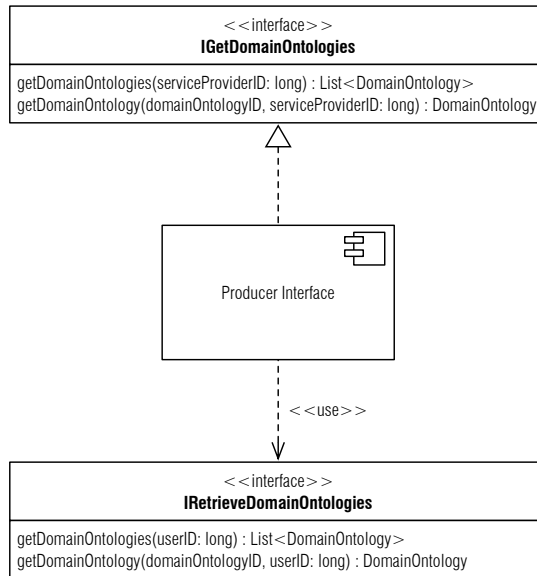 <<interface>>
IGetDomainOntologies
getDomainOntologies(serviceProviderID: long) : List<DomainOntology>
getDomainOntology(domainOntologyID, serviceProviderID: long) : DomainOntology
Producer Interface
<<use>>
<<interface>>
IRetrieveDomainOntologies
getDomainOntologies(userID: long) : List<DomainOntology>
getDomainOntology(domainOntologyID, userID: long) : DomainOntology